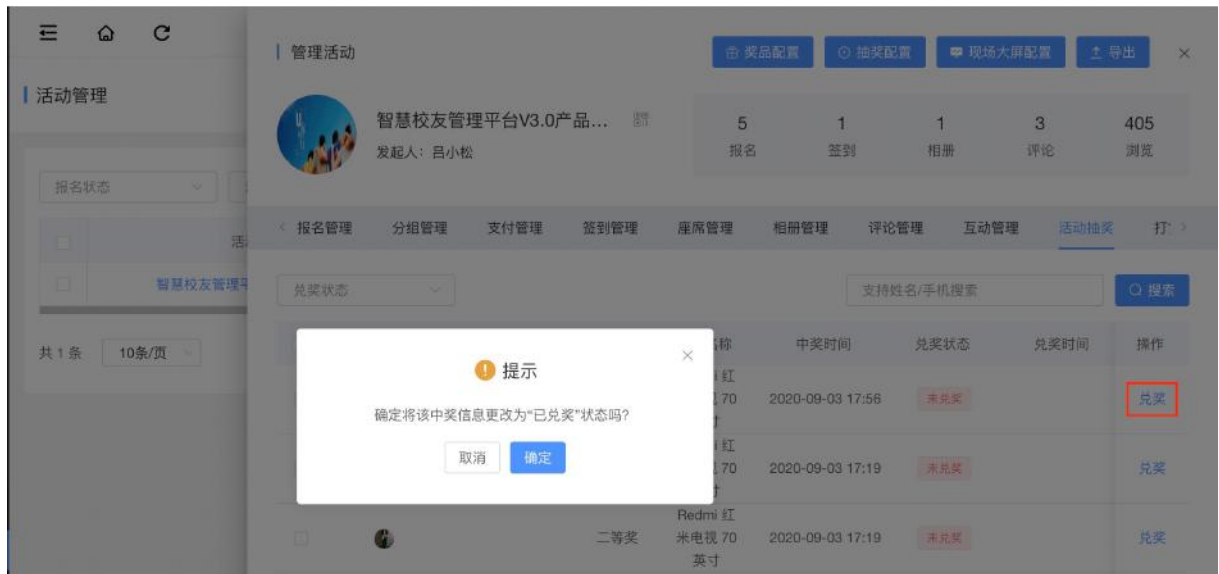 管理活动
奖品配置
抽奖配置
现场大屏配置
导出
活动管理
智慧校友管理平台V3.0产品...
发起人：吕小松
5
1
1
3
405
报名
签到
相册
评论
浏览
报名状态
报名管理
分组管理
支付管理
签到管理
座席管理
相册管理
评论管理
互动管理
活动抽奖
智慧校友管理平
兑奖状态
支持姓名/手机搜索
搜索
共 1 条
10条/页
中奖时间
兑奖状态
兑奖时间
操作
提示
确定将该中奖信息更改为“已兑奖”状态吗?
取消
确定
70
2020-09-03 17:56
未兑奖
兑奖
70
2020-09-03 17:19
未兑奖
兑奖
二等奖
Redmi 红
米电视 70
英寸
2020-09-03 17:19
未兑奖
兑奖